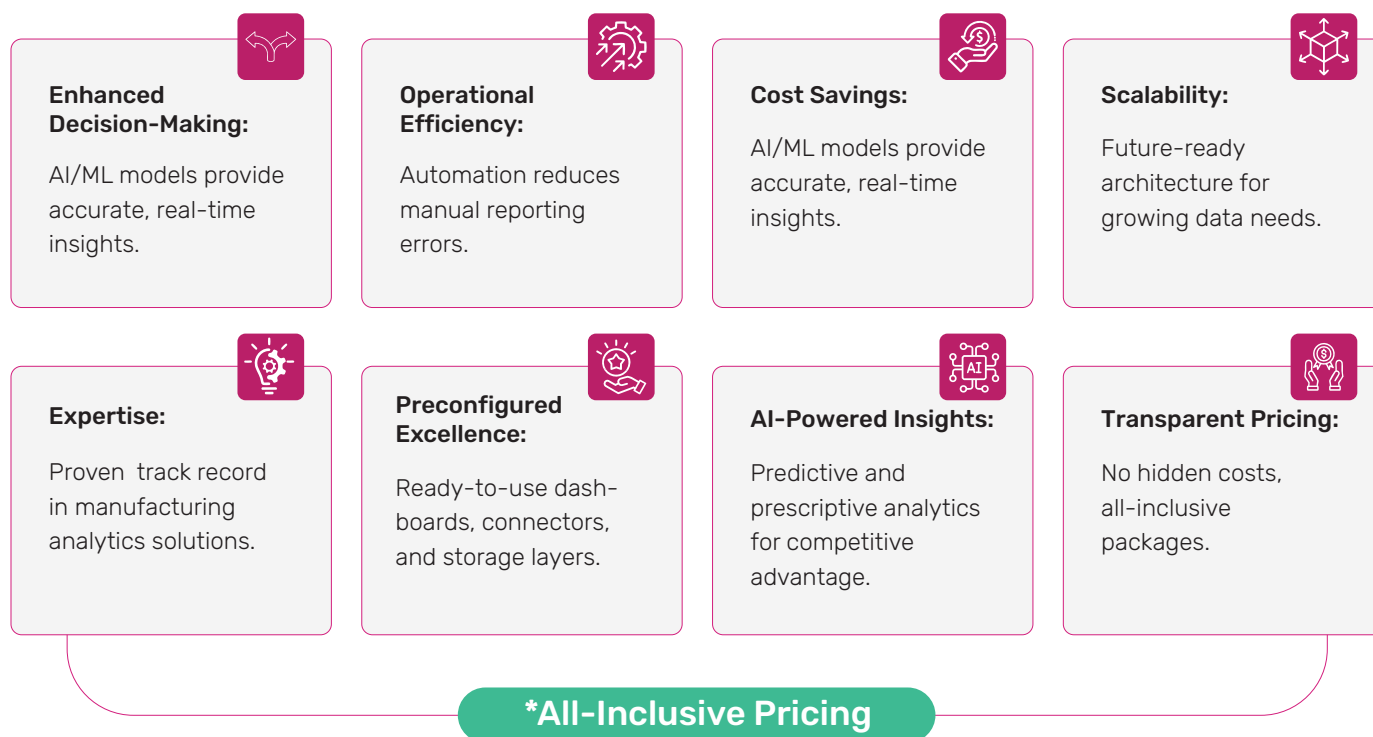 Enhanced
Decision-Making:
AI/ML models provide
accurate, real-time
insights.
Operational
Efficiency:
Automation reduces
manual reporting
errors.
Cost Savings:
AI/ML models provide
accurate, real-time
insights.
Scalability:
Future-ready
architecture for
growing data needs.
Expertise:
Proven  track record
in manufacturing
analytics solutions.
Preconfigured
Excellence:
Ready-to-use dash-
boards, connectors,
and storage layers.
AI
AI-Powered Insights:
Predictive and
prescriptive analytics
for competitive
advantage.
Transparent Pricing:
No hidden costs,
all-inclusive
packages.
*All-Inclusive Pricing